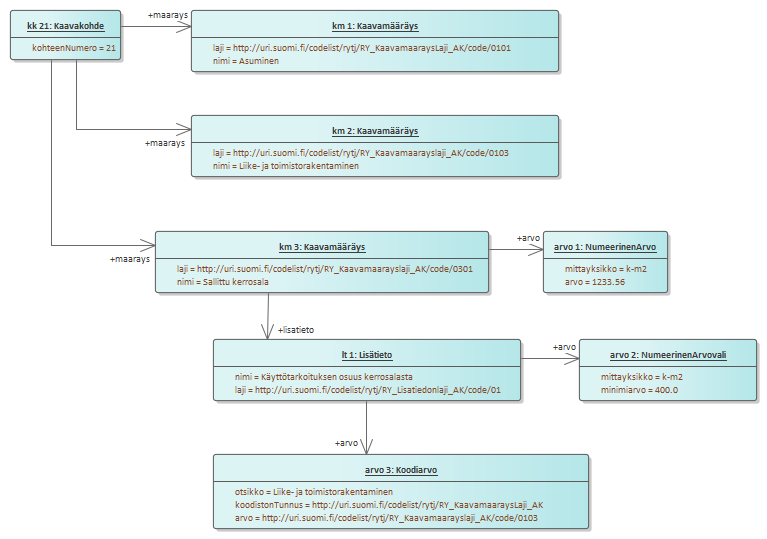 kk 21: Kaavakohde
kohteenNumero = 21
+maarays
km 1: Kaavamääräys
laji = http://uri.suomi.fi/codelist/rytj/RY_KaavamaaraysLaji_AK/code/0101
nimi = Asuminen
+maarays
km 2: Kaavamääräys
laji = http://uri.suomi.fi/codelist/rytj/RY_Kaavamaarayslaji_AK/code/0103
nimi = Liike- ja toimistorakentaminen
+maarays
km 3: Kaavamääräys
laji = http://uri.suomi.fi/codelist/rytj/RY_Kaavamaarayslaji_AK/code/0301
nimi = Sallittu kerrosala
+arvo
arvo 1: NumeerinenArvo
mittayksikko = k-m2
arvo = 1233.56
+lisatieto
lt 1: Lisätieto
nimi = Käyttötarkoituksen osuus kerrosalasta
laji = http://uri.suomi.fi/codelist/rytj/RY_Lisatiedonlaji_AK/code/01
+arvo
arvo 2: NumeerinenArvovali
mittayksikko = k-m2
minimiarvo = 400.0
+arvo
arvo 3: Koodiarvo
otsikko = Liike- ja toimistorakentaminen
koodistonTunnus = http://uri.suomi.fi/codelist/rytj/RY_KaavamaaraysLaji_AK
arvo = http://uri.suomi.fi/codelist/rytj/RY_Kaavamaarayslaji_AK/code/0103